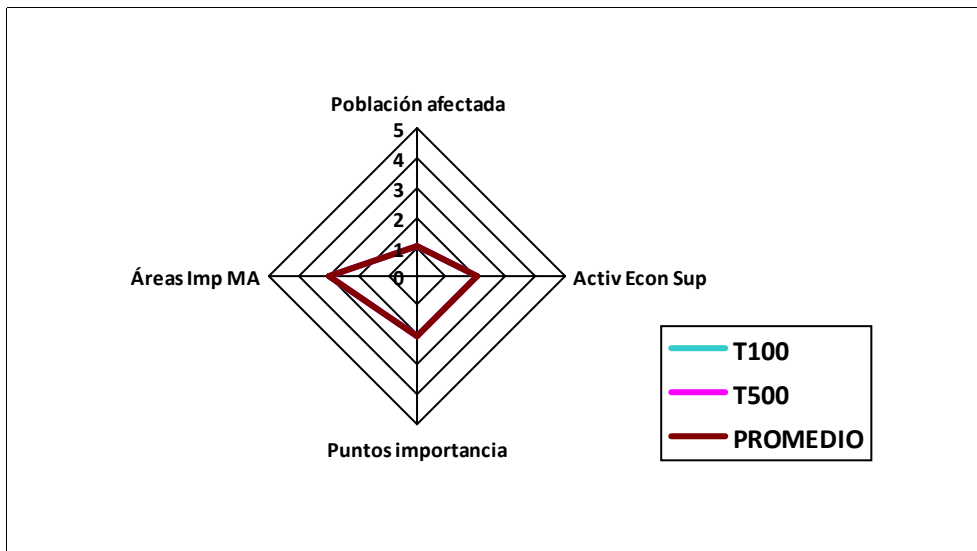 Población afectada
5
4
3
2
1
0
Áreas Imp MA
Activ Econ Sup
Puntos importancia
T100
T500
PROMEDIO